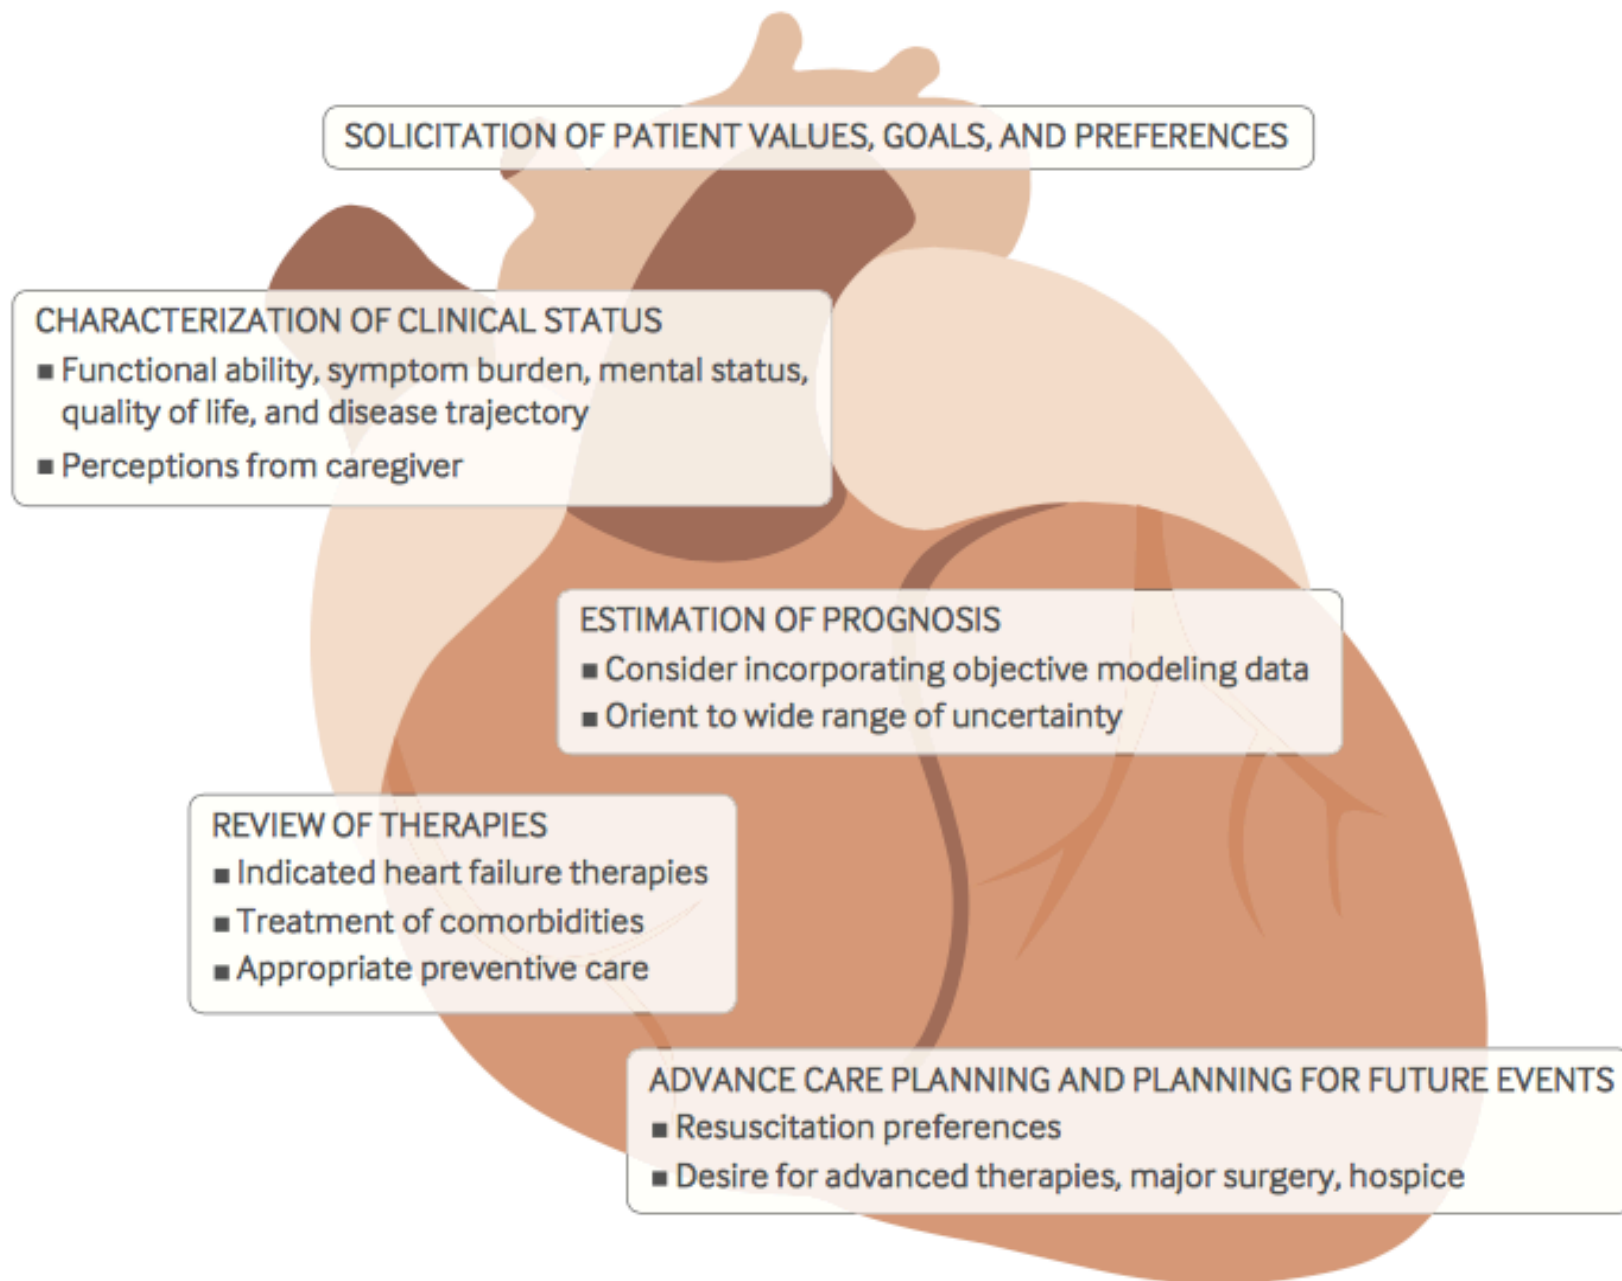 SOLICITATION OF PATIENT VALUES, GOALS, AND PREFERENCES
CHARACTERIZATION OF CLINICAL STATUS
■ Functional ability, symptom burden, mental status,
quality of life, and disease trajectory
■ Perceptions from caregiver
ESTIMATION OF PROGNOSIS
■ Consider incorporating objective modeling data
■ Orient to wide range of uncertainty
REVIEW OF THERAPIES
■ Indicated heart failure therapies
■ Treatment of comorbidities
■ Appropriate preventive care
ADVANCE CARE PLANNING AND PLANNING FOR FUTURE EVENTS
■ Resuscitation preferences
■ Desire for advanced therapies, major surgery, hospice